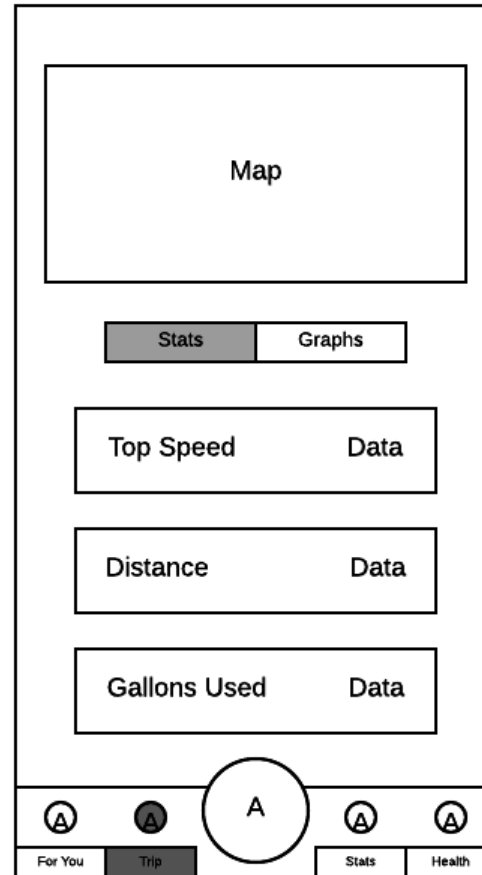 Map
Stats Graphs
Top Speed Data
Distance Data
Gallons Used Data
A A A A A
For You Trip Stats Health